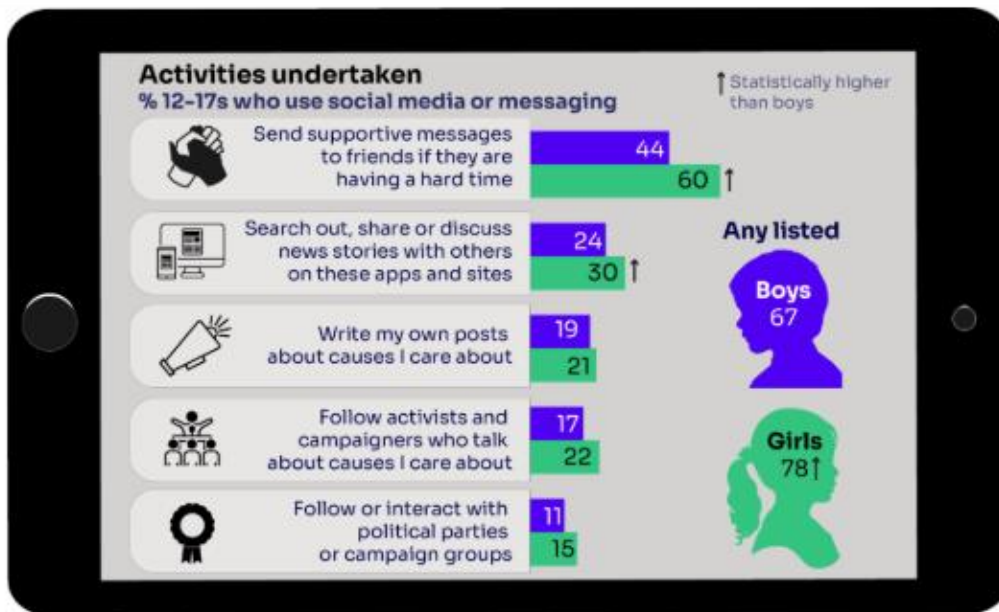 Activities undertaken
% 12-17s who use social media or messaging
↑ Statistically higher
than boys
Send supportive messages
to friends if they are
having a hard time
44
60 ↑
Search out, share or discuss
news stories with others
on these apps and sites
24
30 ↑
Write my own posts
about causes I care about
19
21
Follow activists and
campaigners who talk
about causes I care about
17
22
Follow or interact with
political parties
or campaign groups
11
15
Any listed
Boys
67
Girls
78↑